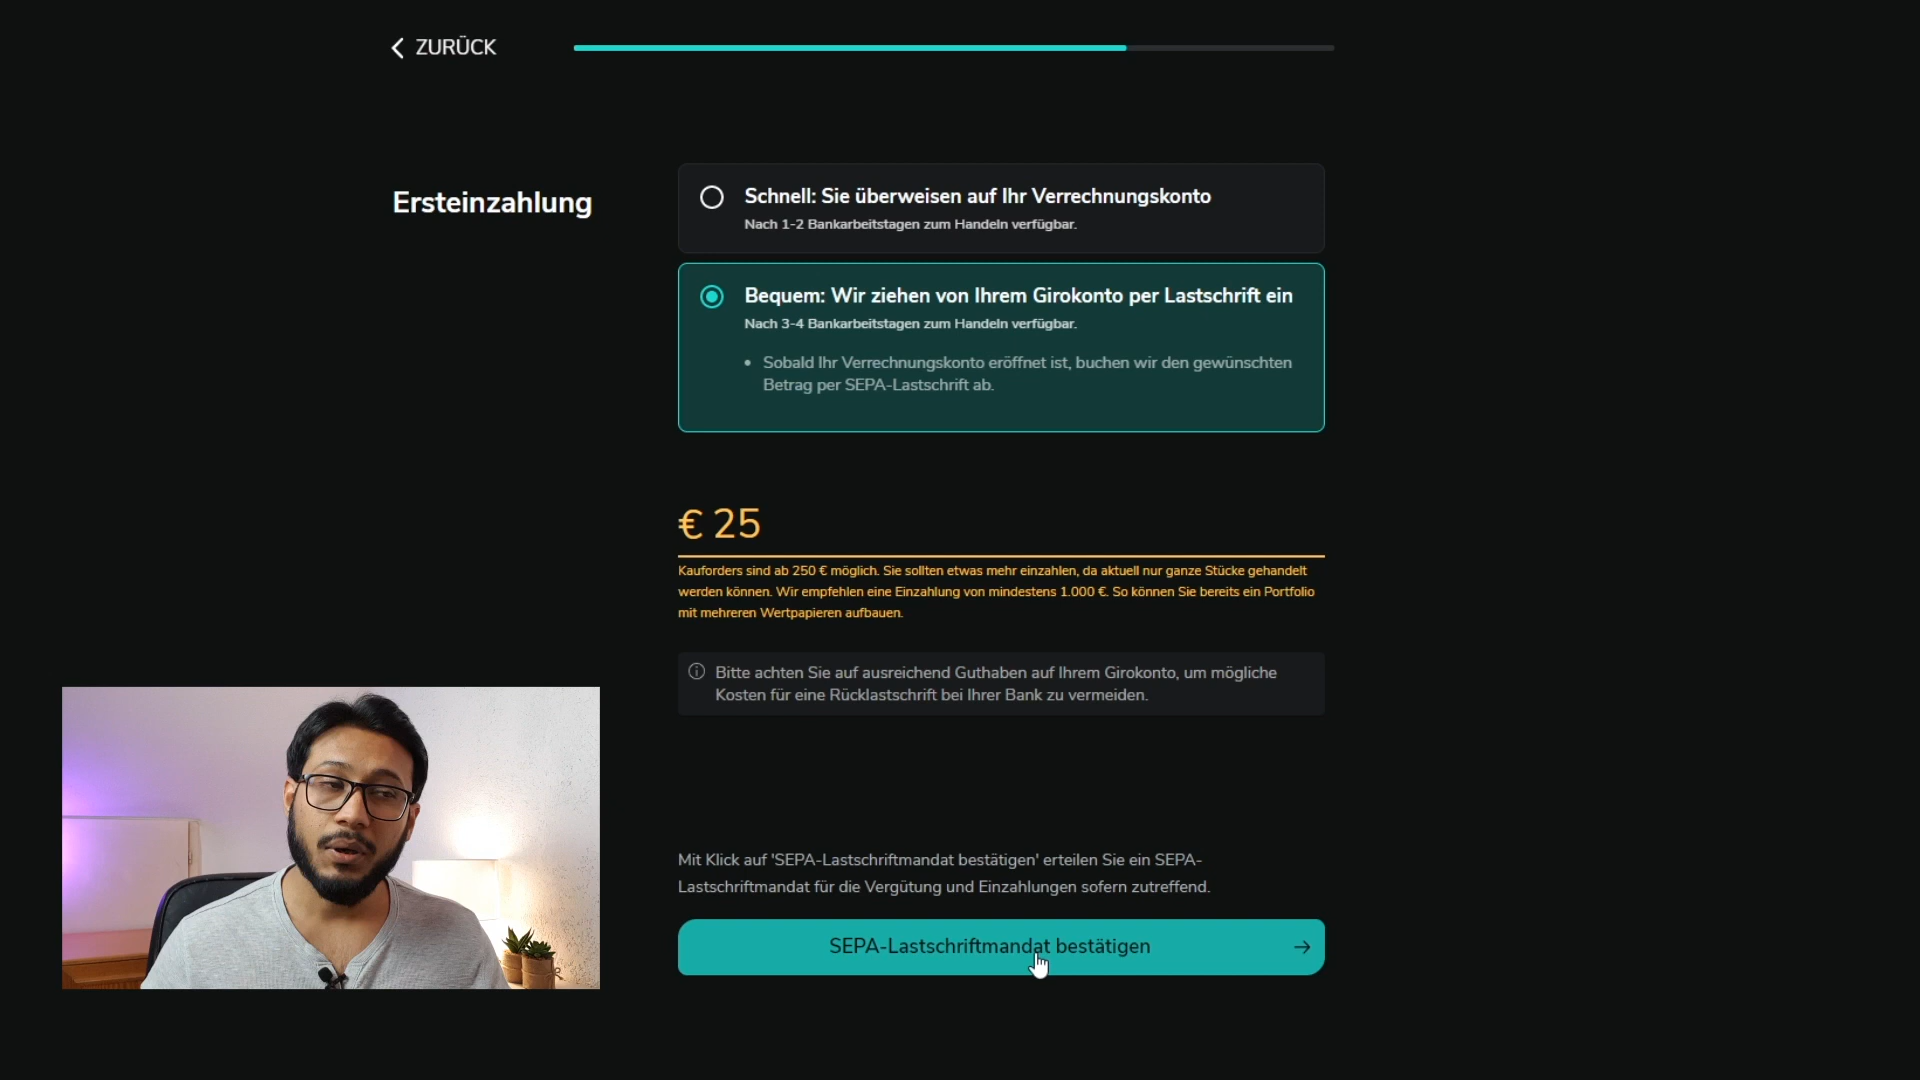 ZURÜCK
Ersteinzahlung
Schnell: Sie überweisen auf Ihr Verrechnungskonto
Nach 1-2 Bankarbeitstagen zum Handeln verfügbar.
Bequem: Wir ziehen von Ihrem Girokonto per Lastschrift ein
Nach 3-4 Bankarbeitstagen zum Handeln verfügbar.
• Sobald Ihr Verrechnungskonto eröffnet ist, buchen wir den gewünschten
Betrag per SEPA-Lastschrift ab.
€ 25
Kauforders sind ab 250 € möglich. Sie sollten etwas mehr einzahlen, da aktuell nur ganze Stücke gehandelt
werden können. Wir empfehlen eine Einzahlung von mindestens 1.000 €. So können Sie bereits ein Portfolio
mit mehreren Wertpapieren aufbauen.
Bitte achten Sie auf ausreichend Guthaben auf Ihrem Girokonto, um mögliche
Kosten für eine Rücklastschrift bei Ihrer Bank zu vermeiden.
Mit Klick auf 'SEPA-Lastschriftmandat bestätigen' erteilen Sie ein SEPA-
Lastschriftmandat für die Vergütung und Einzahlungen sofern zutreffend.
SEPA-Lastschriftmandat bestätigen →